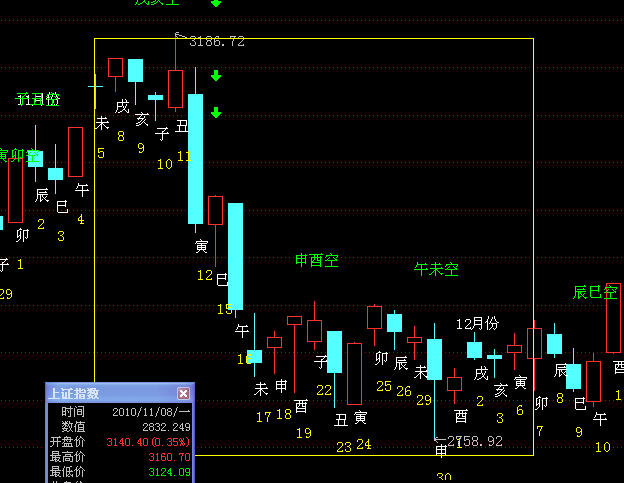 戊亥空
3186.72
11月份
未
戌
亥
子
丑
5
8
9
10
11
寅卯空
卯
辰
巳
午
子
1
2
3
4
29
寅
巳
午
12
15
16
申酉空
午未空
辰巳空
12月份
未
申
酉
子
丑
寅
卯
辰
未
申
酉
戌
亥
寅
卯
辰
巳
午
酉
17
18
19
22
23
24
25
26
29
30
2
3
6
7
8
9
10
1
2758.92
上证指数
时间
2010/11/08/一
数值
2832.249
开盘价
3140.40(0.35%)
最高价
3160.70
最低价
3124.09